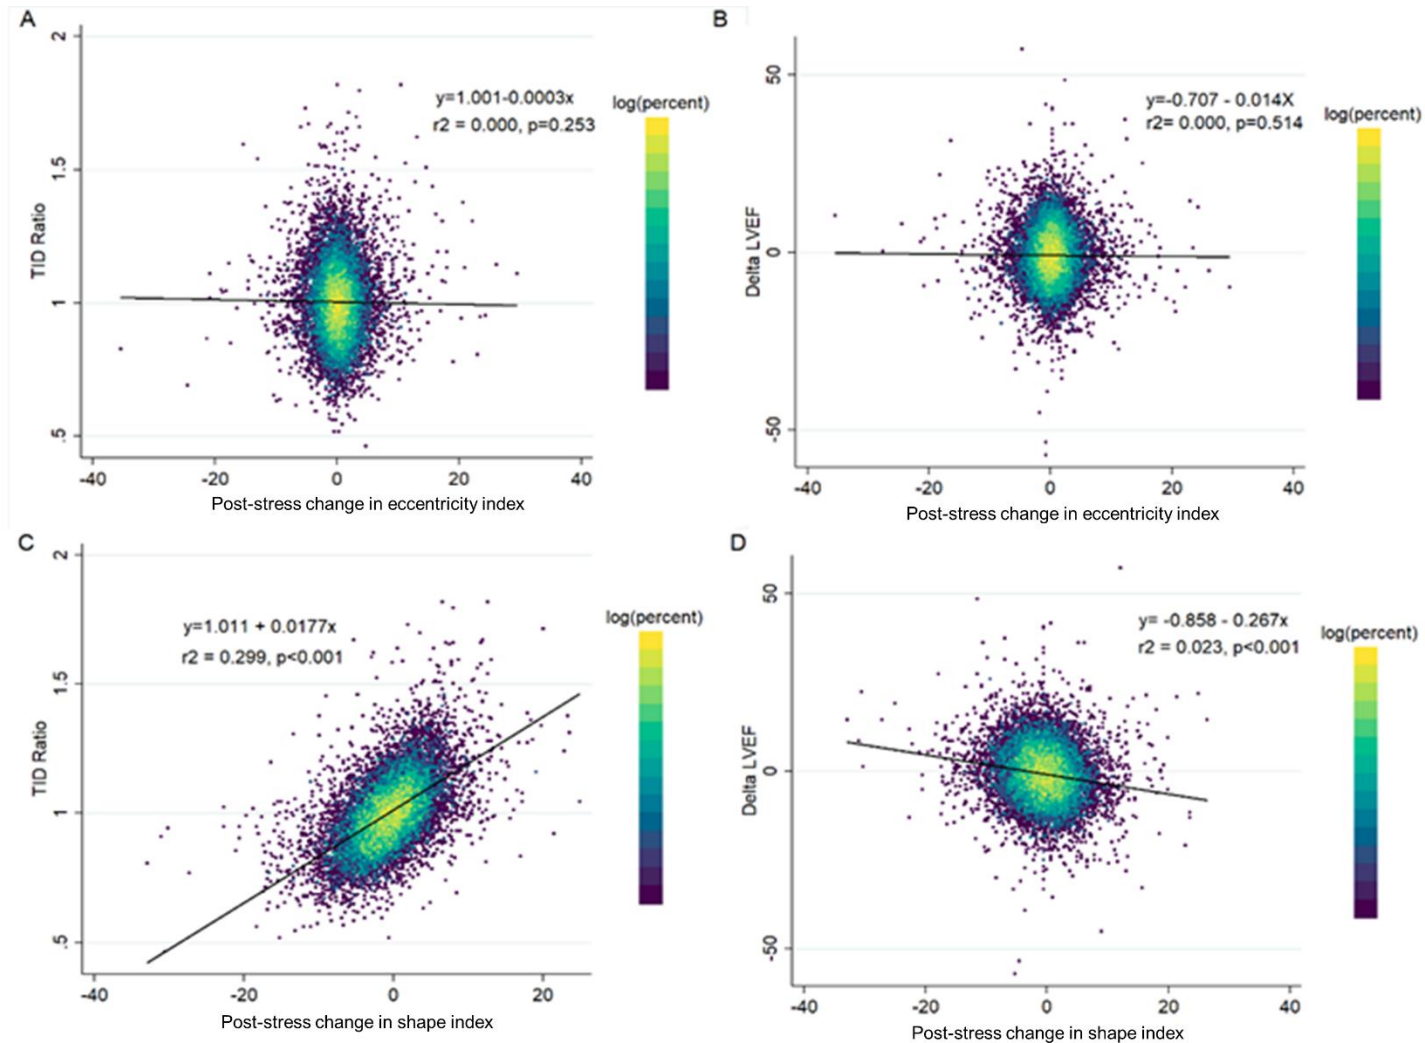 A
2
1.5
1
.5
TID Ratio
y=1.001-0.0003x
r2 = 0.000, p=0.253
log(percent)
-40 -20 0 20 40
Post-stress change in eccentricity index
B
50
0
-50
Delta LVEF
y=-0.707 - 0.014X
r2= 0.000, p=0.514
log(percent)
-40 -20 0 20 40
Post-stress change in eccentricity index
C
2
1.5
1
.5
TID Ratio
y=1.011 + 0.0177x
r2 = 0.299, p<0.001
log(percent)
-40 -20 0 20
Post-stress change in shape index
D
50
0
-50
Delta LVEF
y= -0.858 - 0.267x
r2 = 0.023, p<0.001
log(percent)
-40 -20 0 20 40
Post-stress change in shape index